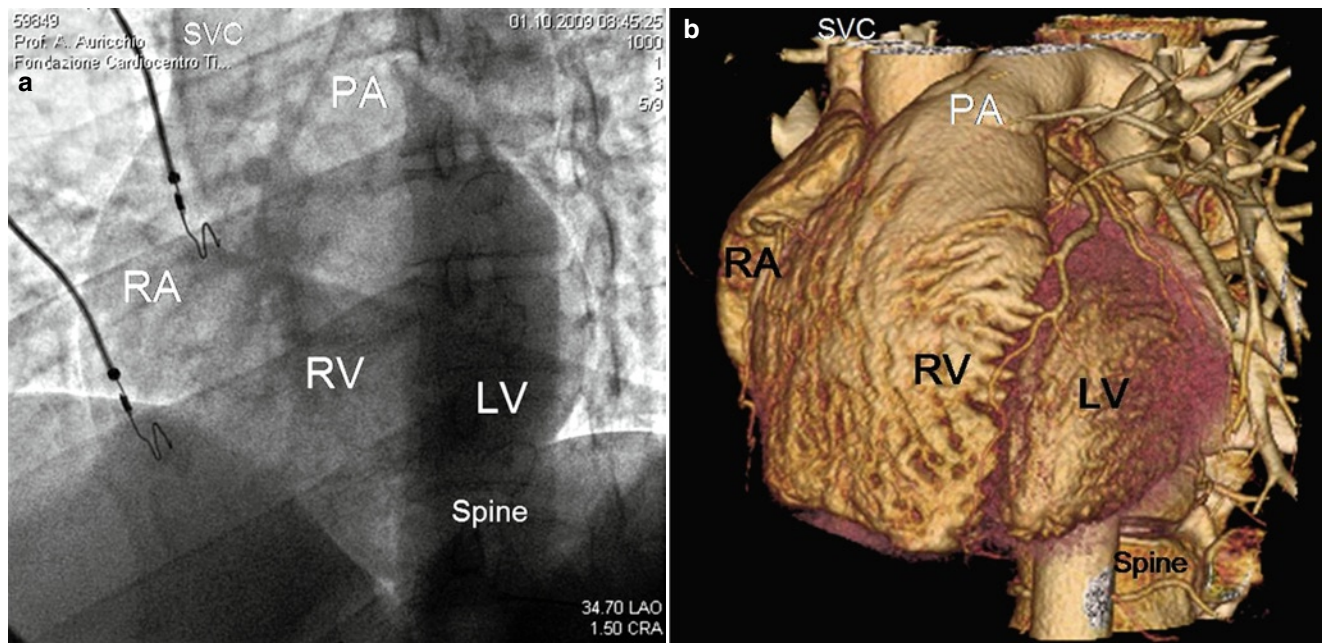 59849
Prof. A. Auricchio
Fondazione Cardiocentro Ti...
a
SVC
01.10.2009 08:45:25
1000
1
3
5/9
PA
RA
RV
LV
Spine
34.70 LAO
1.50 CRA
b
SVC
PA
RA
RV
LV
Spine